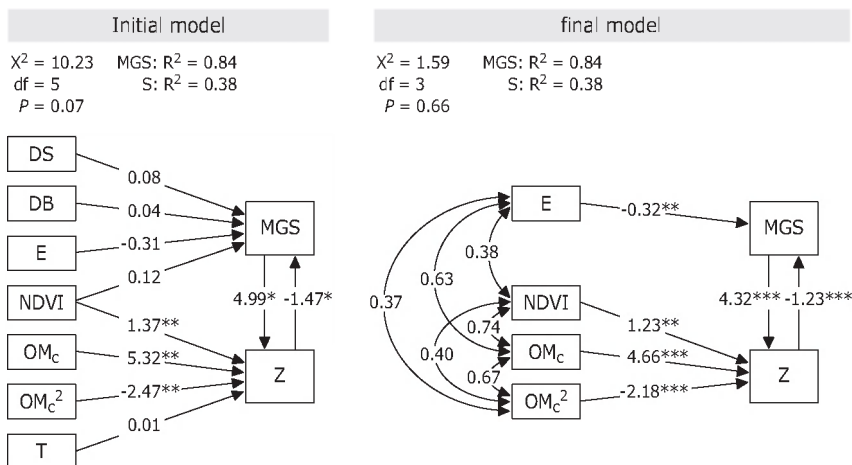 Initial model
X² = 10.23 MGS: R² = 0.84
df = 5 S: R² = 0.38
P = 0.07
DS
DB
E
NDVI
OMc
OMc²
T
0.08
0.04
-0.31
0.12
1.37**
5.32**
-2.47**
0.01
MGS
4.99* -1.47*
Z
final model
X² = 1.59 MGS: R² = 0.84
df = 3 S: R² = 0.38
P = 0.66
E
NDVI
OMc
OMc²
0.37
0.63
0.38
0.74
0.40
0.67
-0.32**
1.23**
4.66***
-2.18***
MGS
4.32*** -1.23***
Z